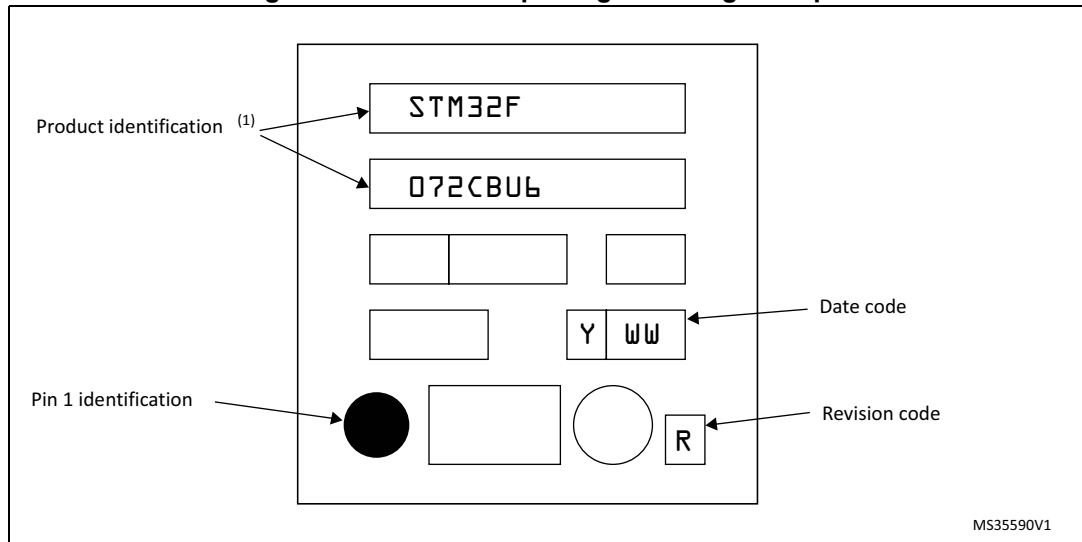 STM32F
Product identification (1)
072CBU6
Date code
Y WW
Pin 1 identification
Revision code
R
MS35590V1